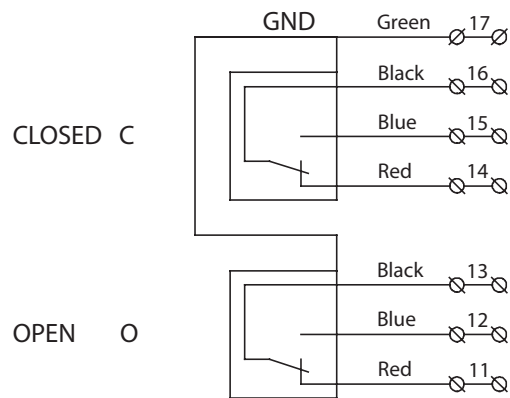 GND Green 17
Black 16
CLOSED C Blue 15
Red 14
Black 13
OPEN O Blue 12
Red 11